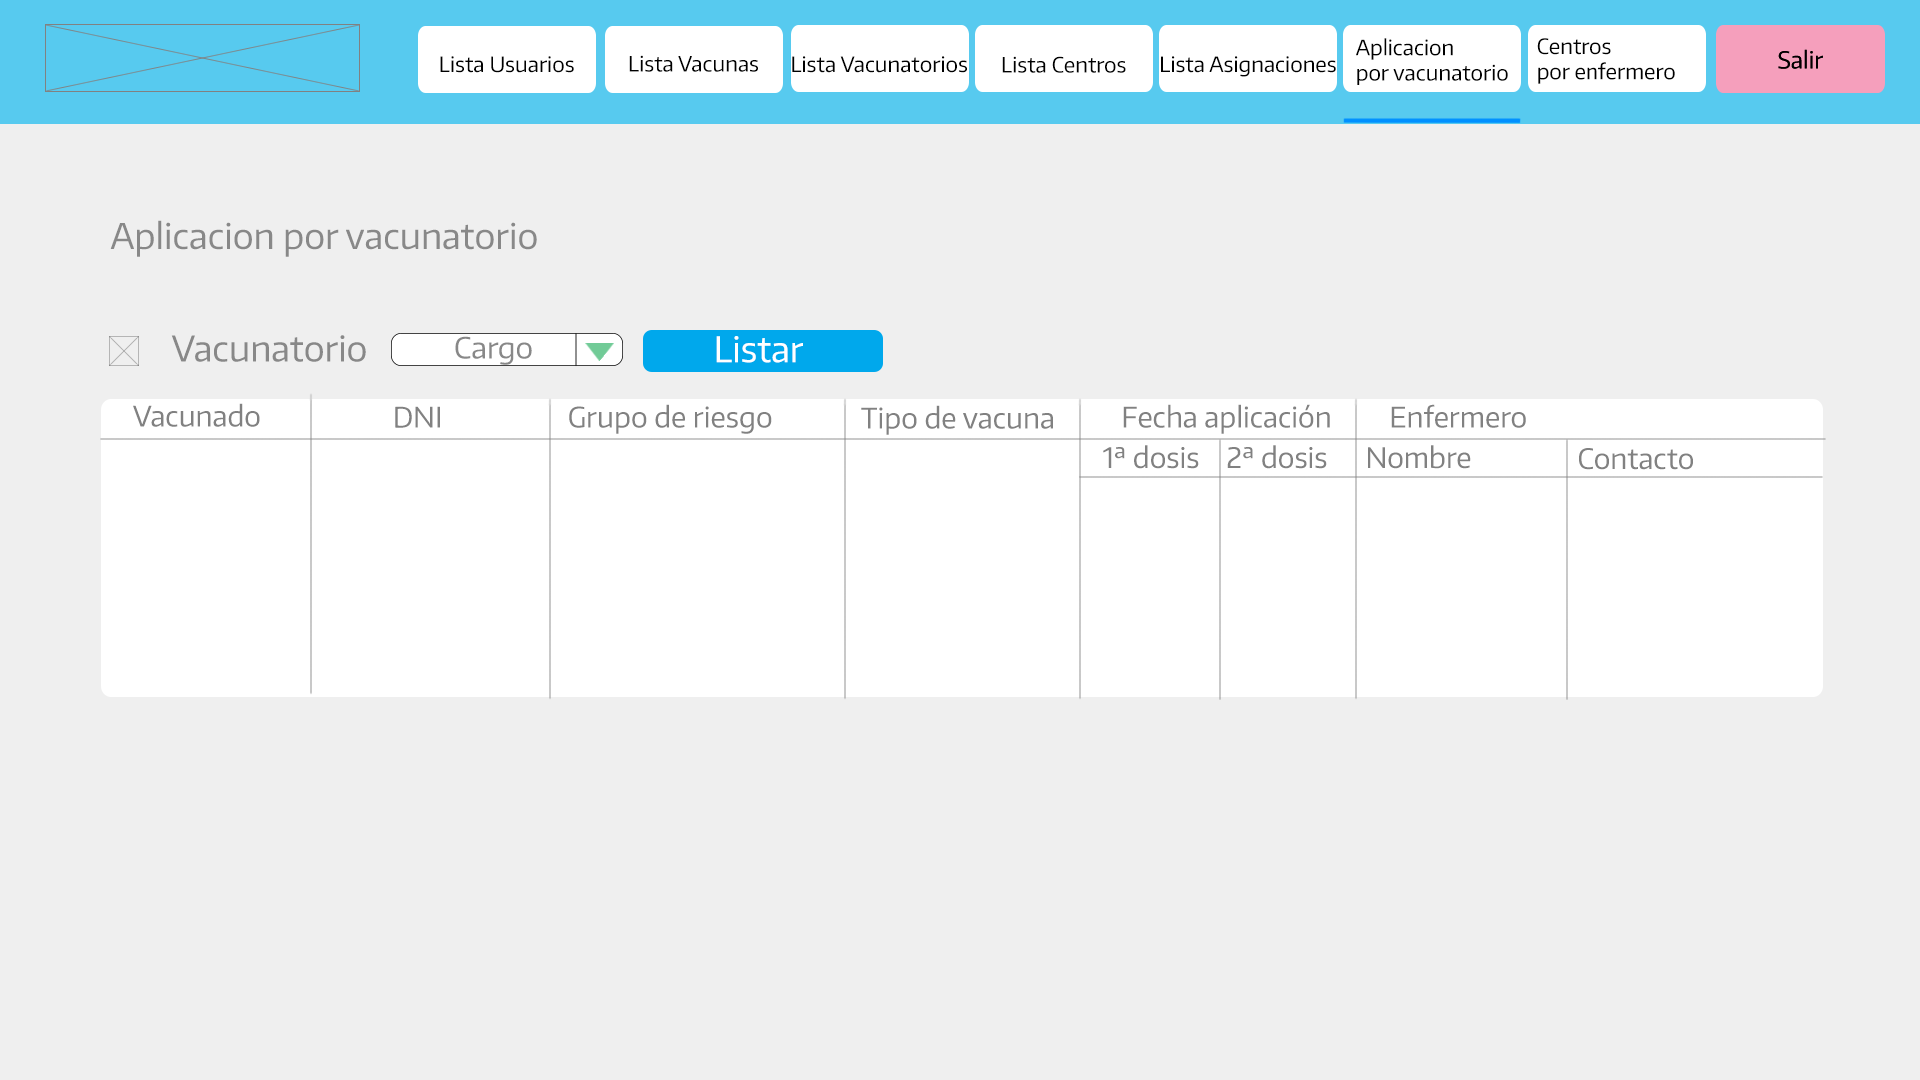 Lista Usuarios
Lista Vacunas
Lista Vacunatorios
Lista Centros
Lista Asignaciones
Aplicacion
por vacunatorio
Centros
por enfermero
Salir
Aplicacion por vacunatorio
Vacunatorio
Cargo
Listar
Vacunado
DNI
Grupo de riesgo
Tipo de vacuna
Fecha aplicación
Enfermero
1ª dosis
2ª dosis
Nombre
Contacto